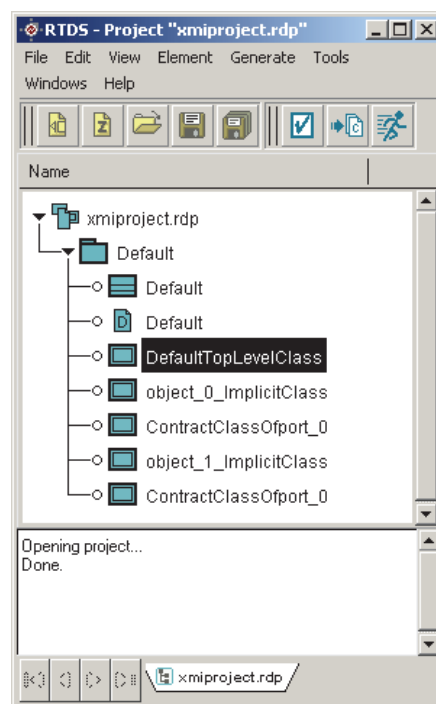 RTDS - Project "xmiproject.rdp"
File Edit View Element Generate Tools
Windows Help
Name
xmiproject.rdp
Default
Default
D Default
DefaultTopLevelClass
object_0_ImplicitClass
ContractClassOfport_0
object_1_ImplicitClass
ContractClassOfport_0
Opening project...
Done.
xmiproject.rdp